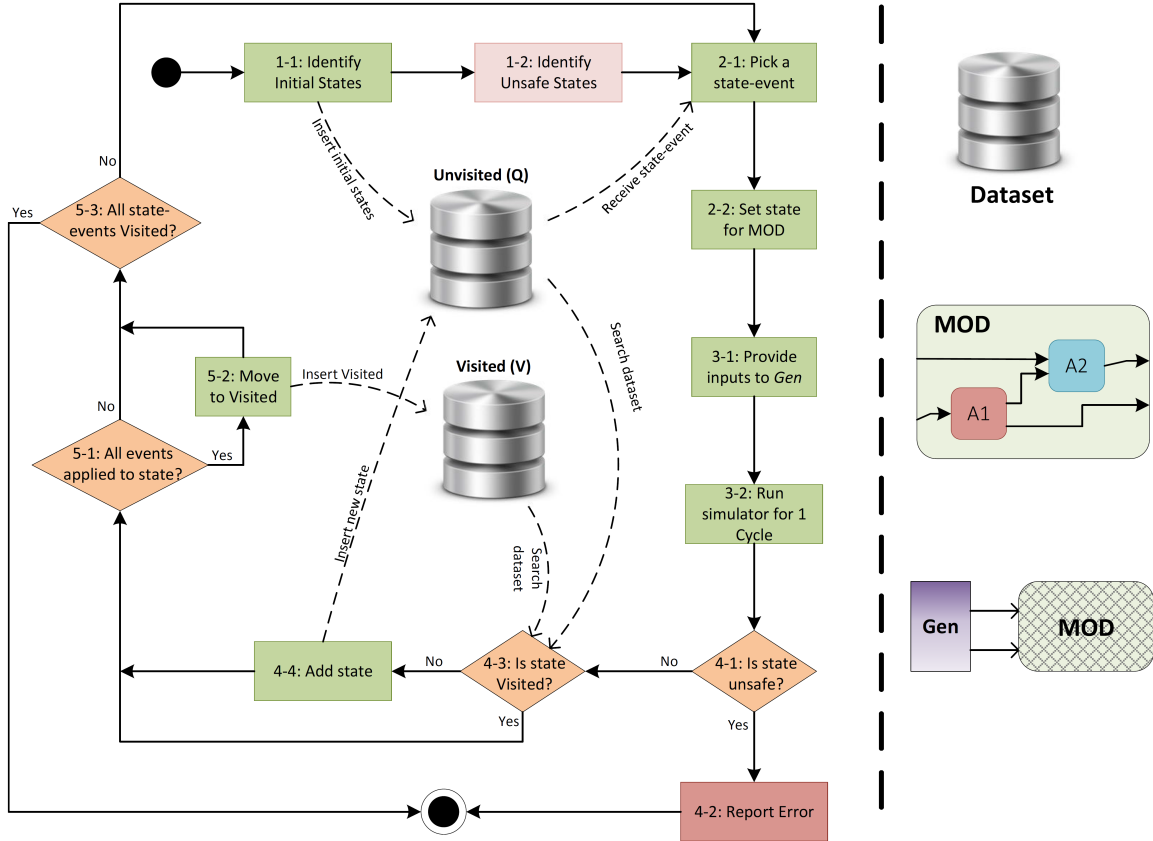 1-1: Identify
Initial States
1-2: Identify
Unsafe States
2-1: Pick a
state-event
Insert initial states
Receive state-event
No
Yes
5-3: All state-
events Visited?
Unvisited (Q)
2-2: Set state
for MOD
Dataset
Search dataset
3-1: Provide
inputs to Gen
5-2: Move
to Visited
Insert Visited
Visited (V)
No
5-1: All events
applied to state?
Yes
Insert new state
Search
dataset
3-2: Run
simulator for 1
Cycle
4-4: Add state
No
4-3: Is state
Visited?
Yes
No
4-1: Is state
unsafe?
Yes
4-2: Report Error
MOD
A2
A1
Gen
MOD